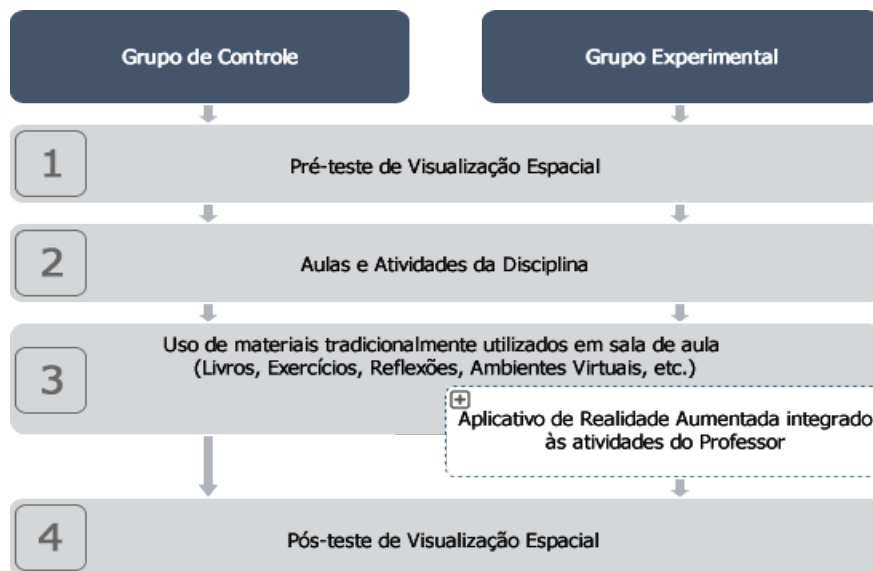 Grupo de Controle
Grupo Experimental
1
Pré-teste de Visualização Espacial
2
Aulas e Atividades da Disciplina
3
Uso de materiais tradicionalmente utilizados em sala de aula
(Livros, Exercícios, Reflexões, Ambientes Virtuais, etc.)
Aplicativo de Realidade Aumentada integrado
às atividades do Professor
4
Pós-teste de Visualização Espacial